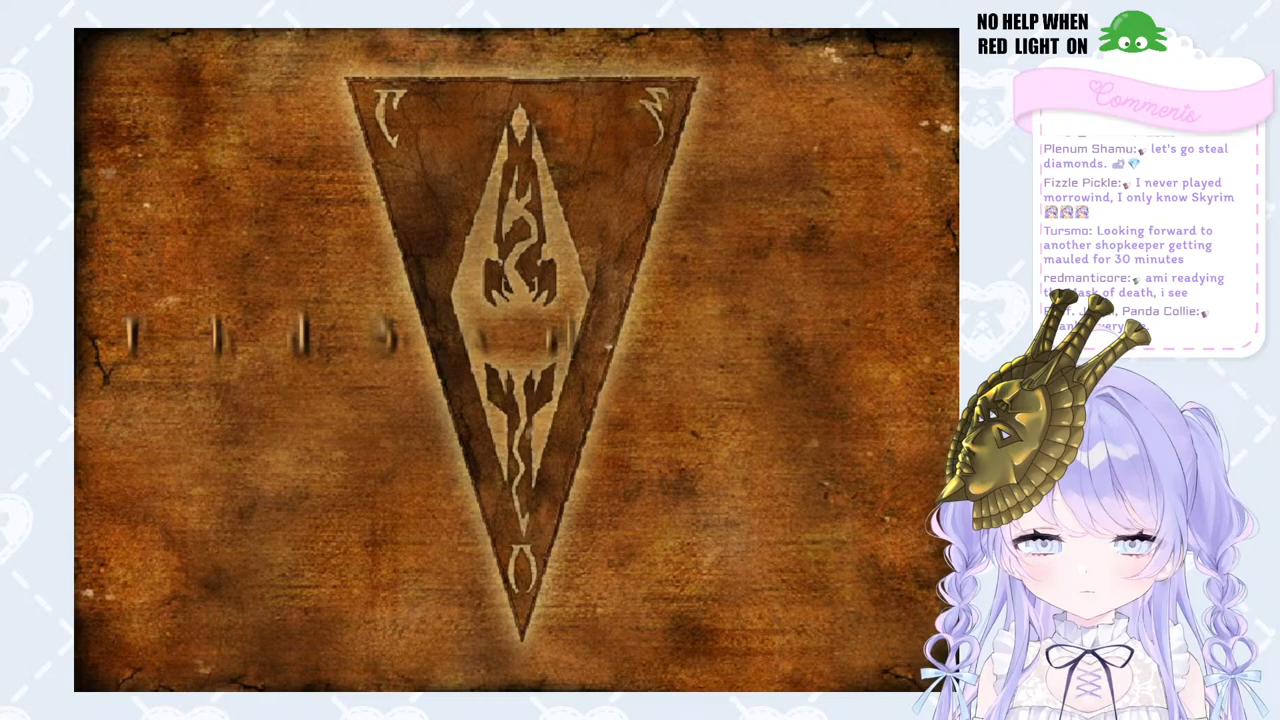 NO HELP WHEN
RED LIGHT ON
Comments
Plenum Shamu: let's go steal
diamonds.
Fizzle Pickle: I never played
morrowind, I only know Skyrim
Tursmo: Looking forward to
another shopkeeper getting
mauled for 30 minutes
redmanticore: ami readying
of death, i see
Panda Collie: